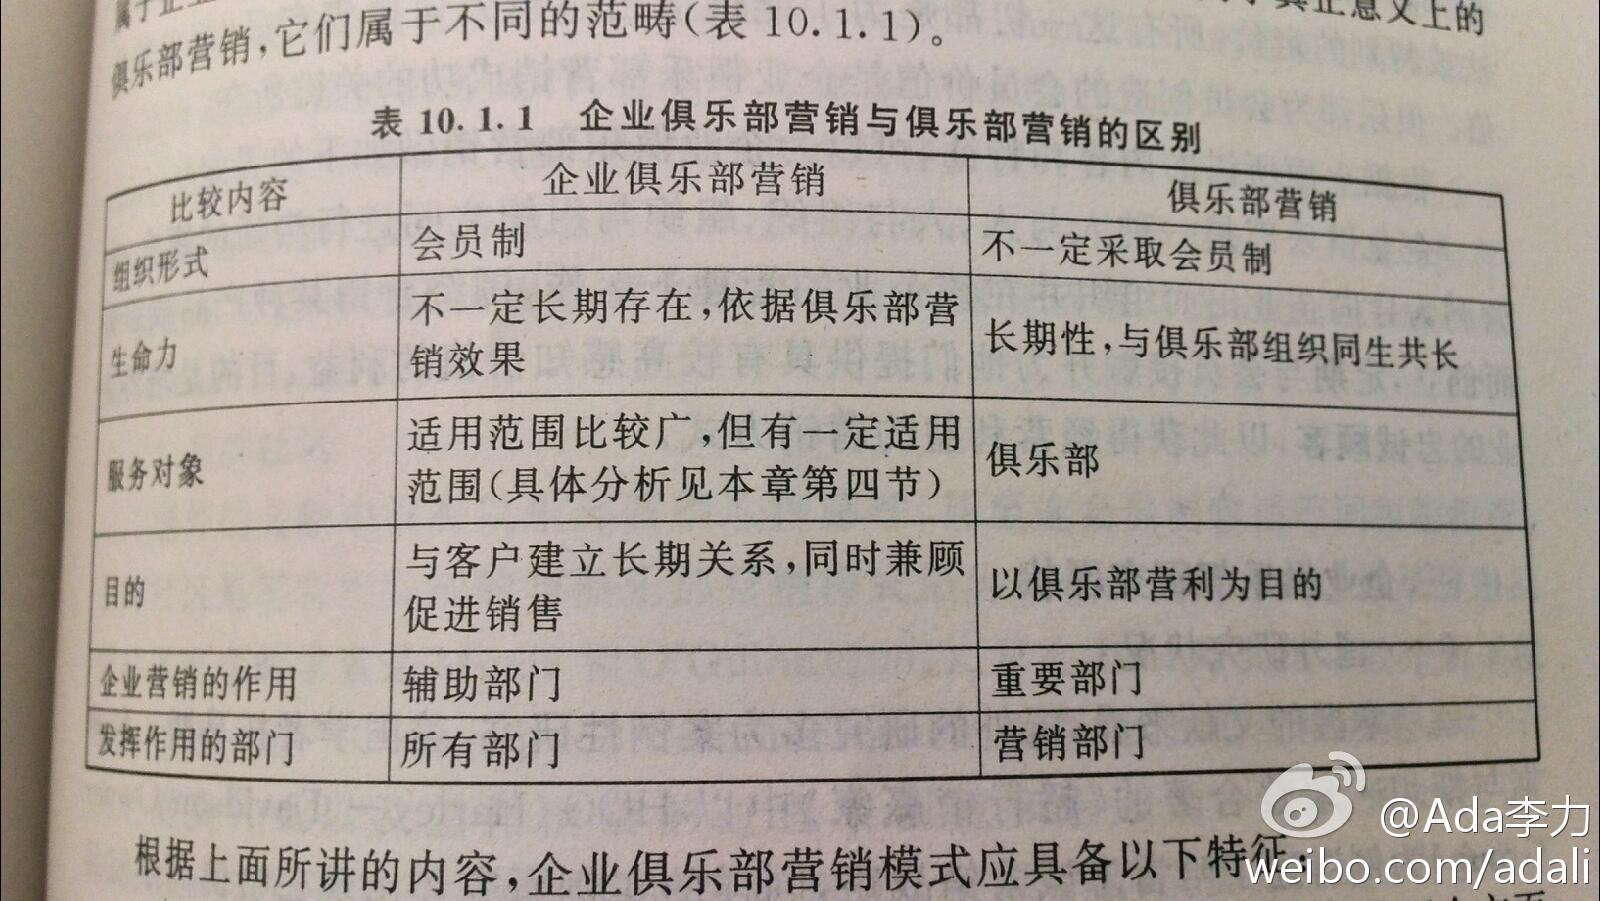 属于企业
真正意义上的
俱乐部营销,它们属于不同的范畴(表10.1.1)。
表 10.1.1 企业俱乐部营销与俱乐部营销的区别
比较内容 企业俱乐部营销 俱乐部营销
组织形式 会员制 不一定采取会员制
生命力 不一定长期存在,依据俱乐部营
销效果
长期性,与俱乐部组织同生共长
服务对象 适用范围比较广,但有一定适用
范围(具体分析见本章第四节)
俱乐部
目的 与客户建立长期关系,同时兼顾
促进销售
以俱乐部营利为目的
企业营销的作用 辅助部门 重要部门
发挥作用的部门 所有部门 营销部门
根据上面所讲的内容,企业俱乐部营销模式应具备以下特征:
@Ada李力
weibo.com/adali